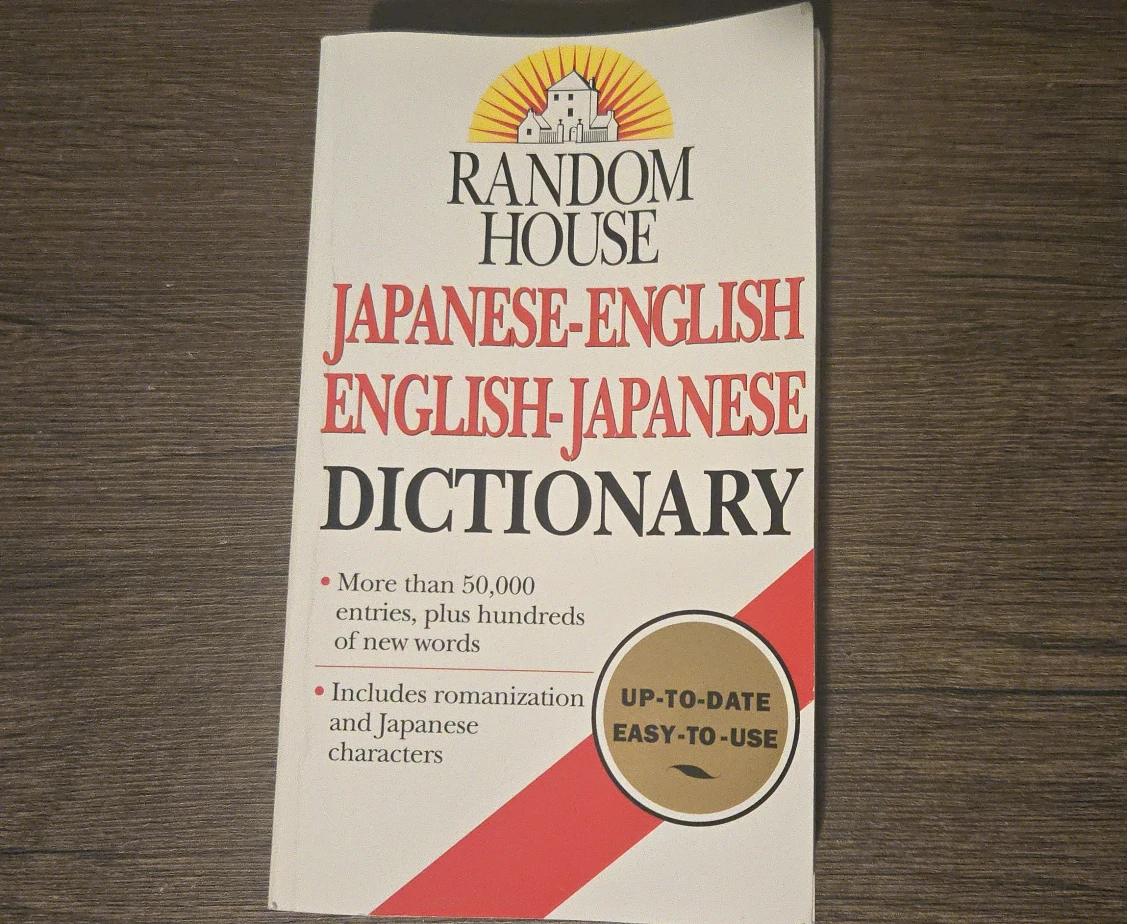 RANDOM
HOUSE
JAPANESE-ENGLISH
ENGLISH-JAPANESE
DICTIONARY
• More than 50,000
entries, plus hundreds
of new words
• Includes romanization
and Japanese
characters
UP-TO-DATE
EASY-TO-USE